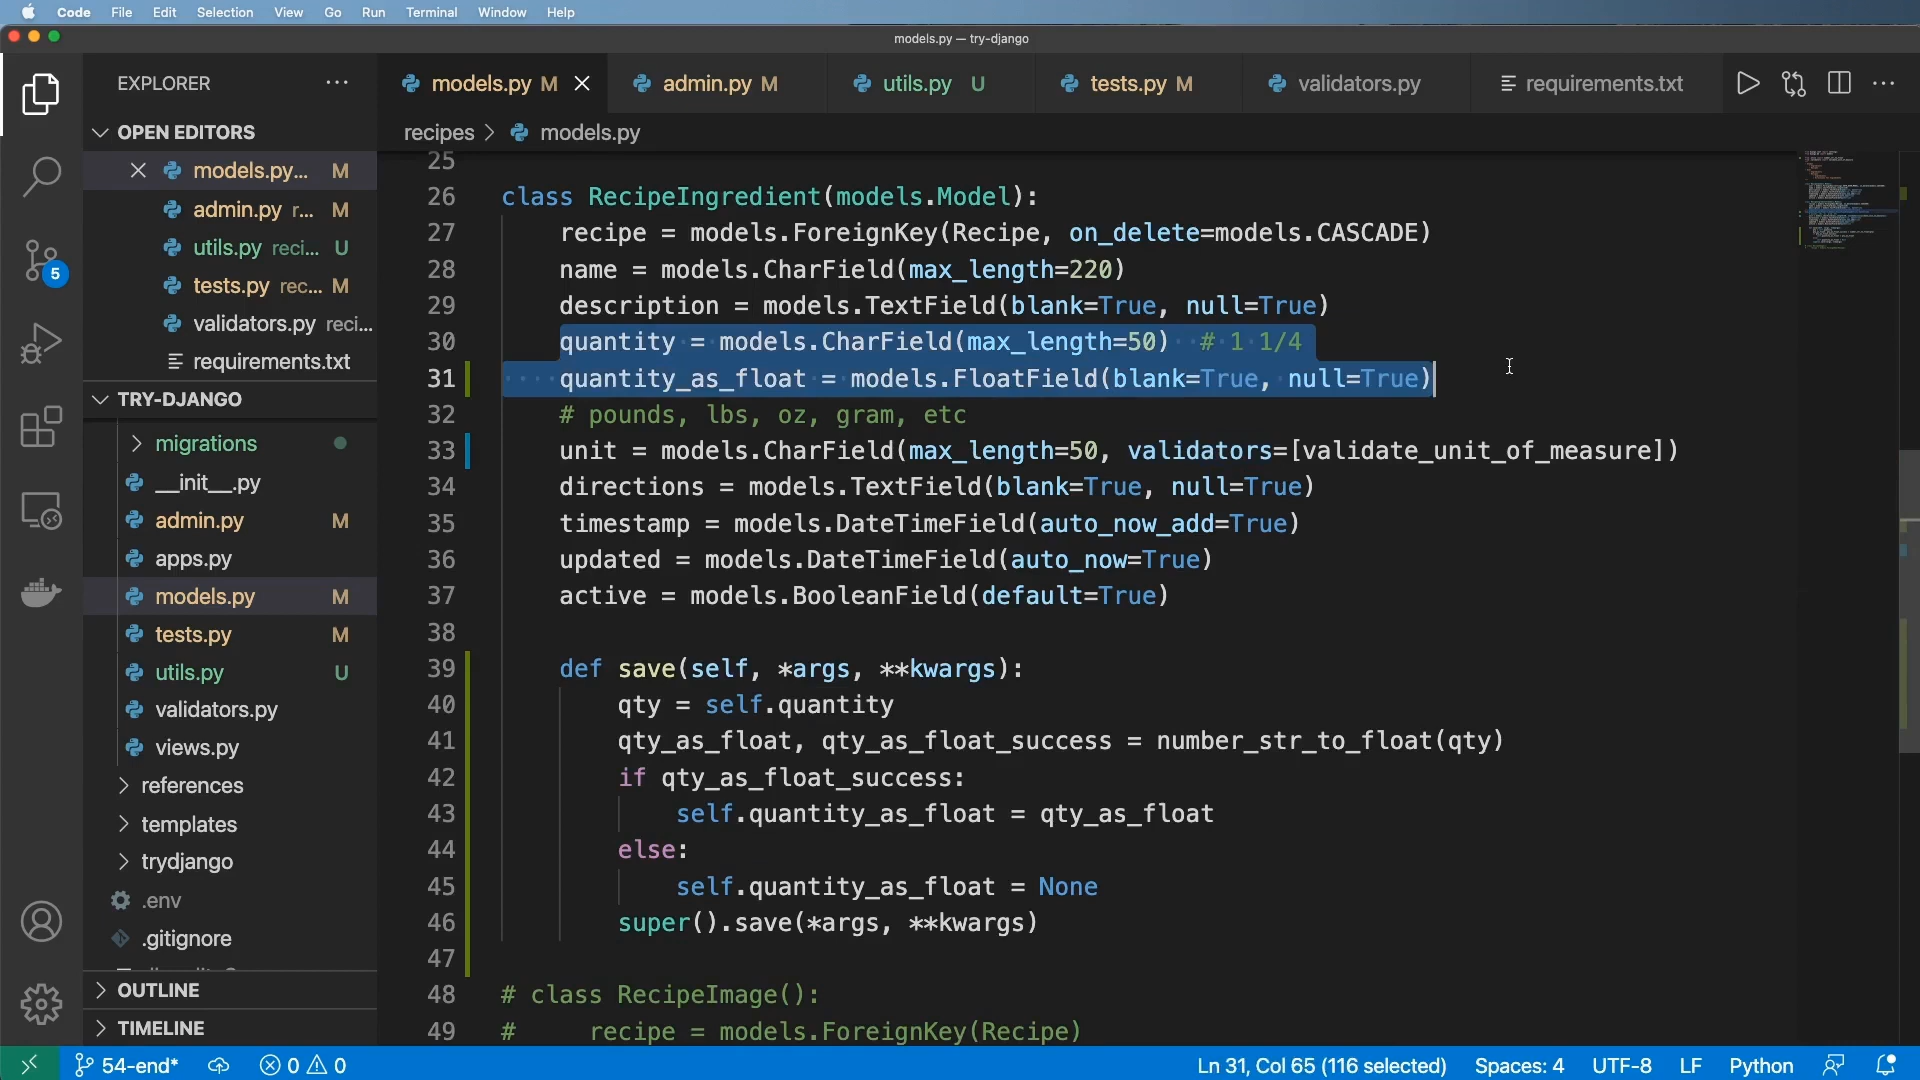 Code File Edit Selection View Go Run Terminal Window Help
models.py — try-django
EXPLORER
models.py M
admin.py M
utils.py U
tests.py M
validators.py
requirements.txt
OPEN EDITORS
models.py... M
admin.py r... M
utils.py reci... U
tests.py rec... M
validators.py reci...
requirements.txt
TRY-DJANGO
migrations
__init__.py
admin.py M
apps.py
models.py M
tests.py M
utils.py U
validators.py
views.py
references
templates
trydjango
.env
.gitignore
OUTLINE
TIMELINE
5
recipes > models.py
25
26 class RecipeIngredient(models.Model):
27 recipe = models.ForeignKey(Recipe, on_delete=models.CASCADE)
28 name = models.CharField(max_length=220)
29 description = models.TextField(blank=True, null=True)
30 quantity = models.CharField(max_length=50) # 1 1/4
31 quantity_as_float = models.FloatField(blank=True, null=True)
32 # pounds, lbs, oz, gram, etc
33 unit = models.CharField(max_length=50, validators=[validate_unit_of_measure])
34 directions = models.TextField(blank=True, null=True)
35 timestamp = models.DateTimeField(auto_now_add=True)
36 updated = models.DateTimeField(auto_now=True)
37 active = models.BooleanField(default=True)
38
39 def save(self, *args, **kwargs):
40 qty = self.quantity
41 qty_as_float, qty_as_float_success = number_str_to_float(qty)
42 if qty_as_float_success:
43 self.quantity_as_float = qty_as_float
44 else:
45 self.quantity_as_float = None
46 super().save(*args, **kwargs)
47
48 # class RecipeImage():
49 # recipe = models.ForeignKey(Recipe)
54-end* 0 0 Ln 31, Col 65 (116 selected) Spaces: 4 UTF-8 LF Python